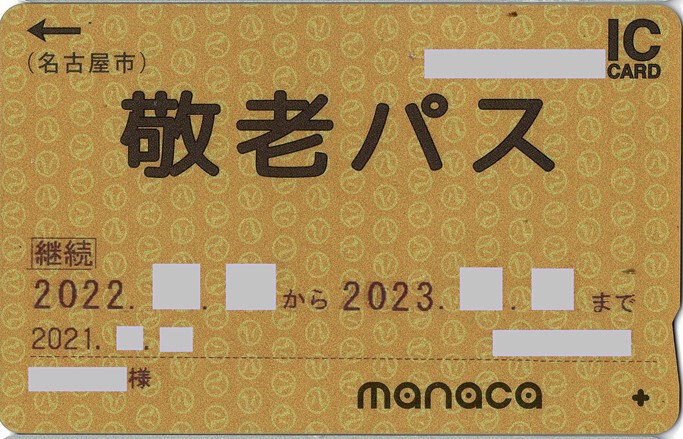 ←
(名古屋市)
IC
CARD
敬老パス
継続
2022. . から 2023. . まで
2021. .
様
manaca +